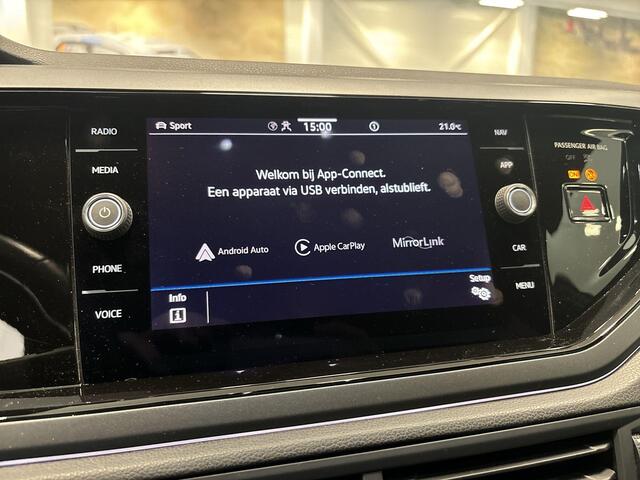 RADIO
MEDIA
PHONE
VOICE
Sport
15:00
21.0°C
Welkom bij App-Connect.
Een apparaat via USB verbinden, alstublieft.
Android Auto
Apple CarPlay
MirrorLink
Info
Setup
NAV
APP
CAR
MENU
PASSENGER AIR BAG
OFF
ON